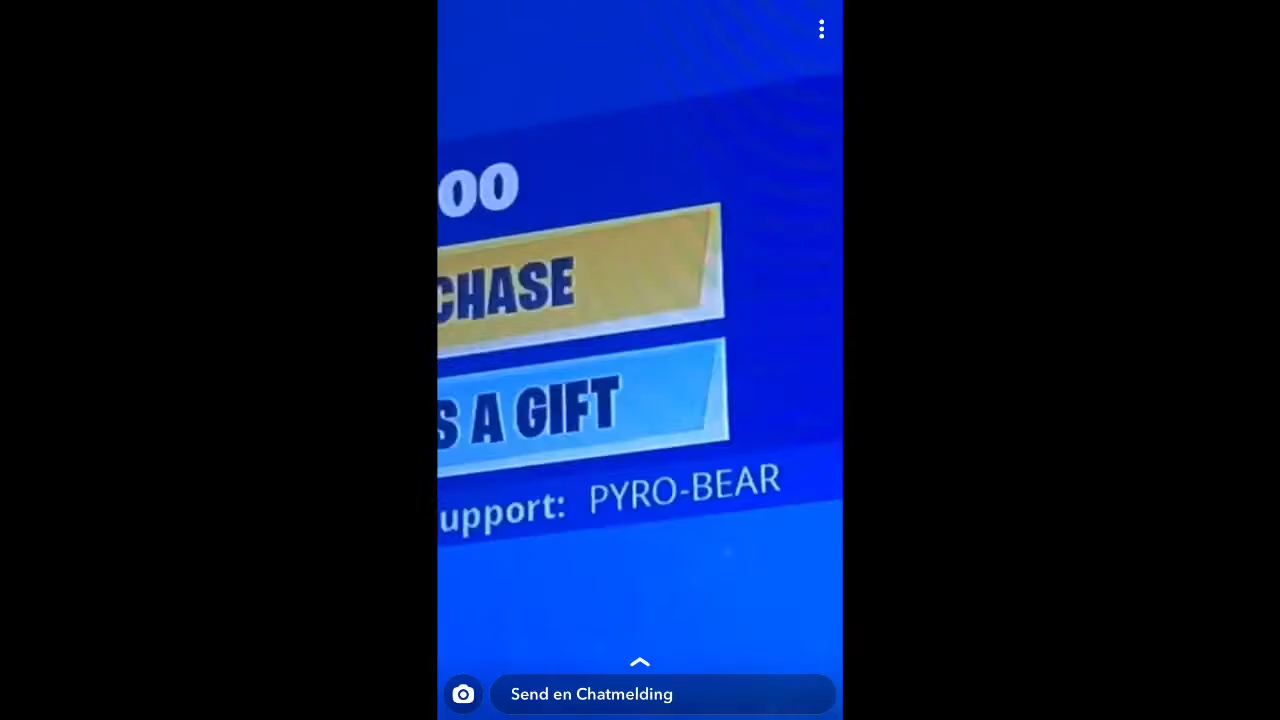 00
CHASE
S A GIFT
upport: PYRO-BEAR
Send en Chatmelding